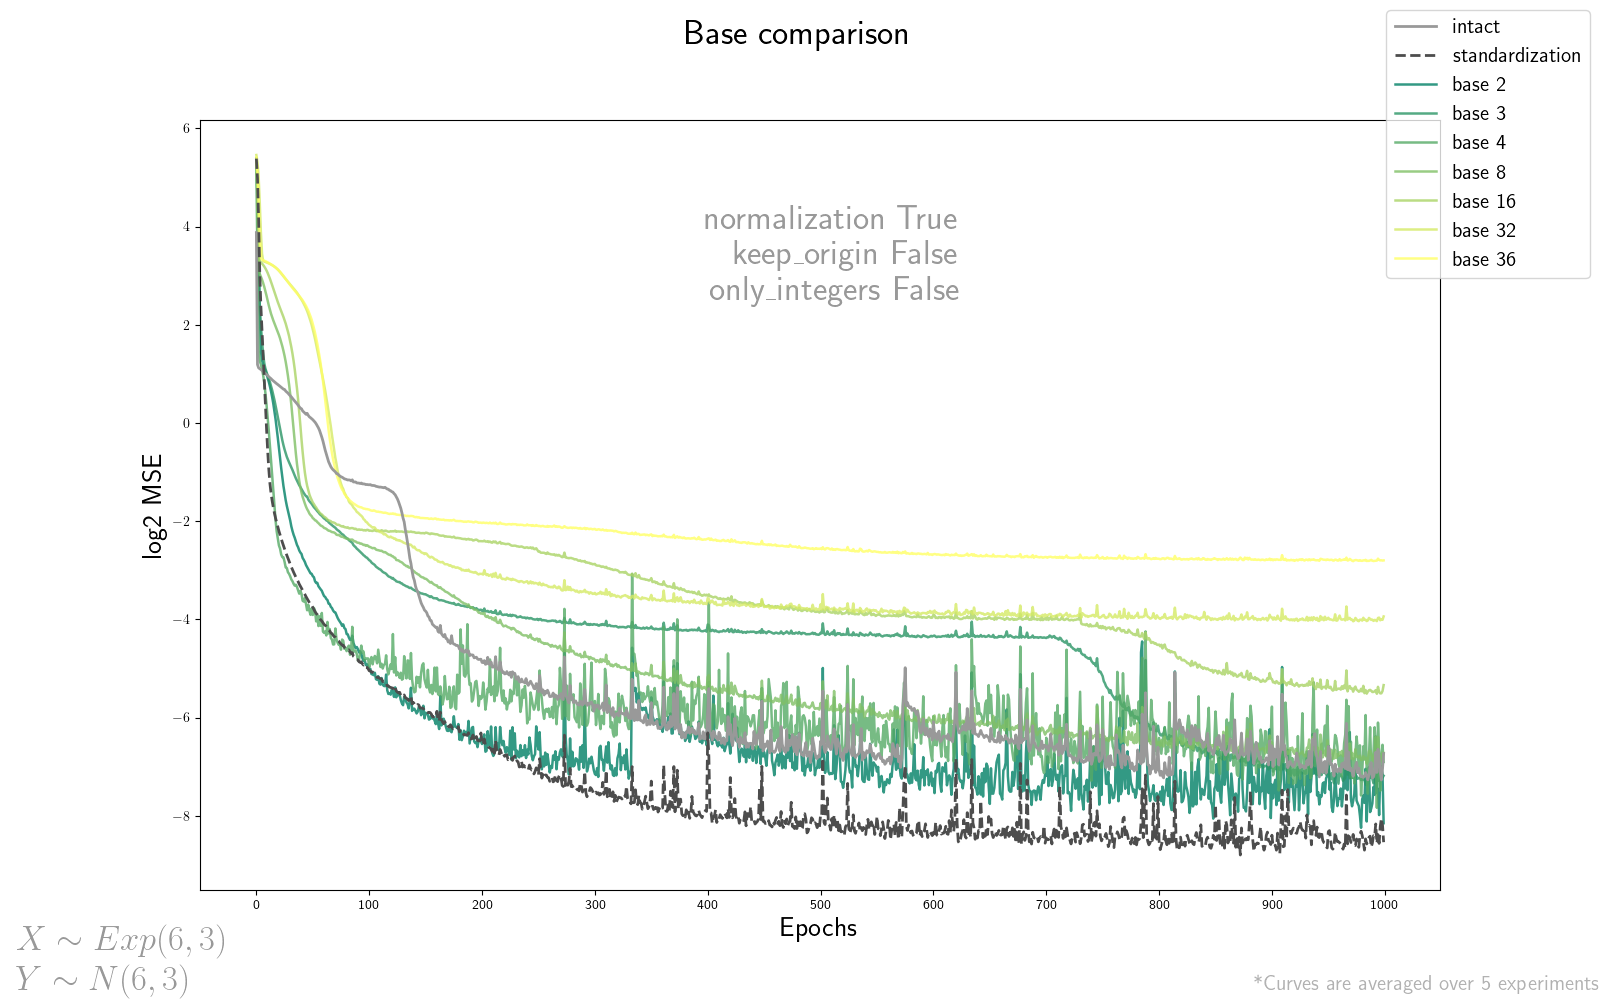 Base comparison
intact
standardization
base 2
base 3
base 4
base 8
base 16
base 32
base 36
normalization True
keep_origin False
only_integers False
log2 MSE
6
4
2
0
−2
−4
−6
−8
0 100 200 300 400 500 600 700 800 900 1000
Epochs
X ∼ Exp(6, 3)
Y ∼ N(6, 3)
*Curves are averaged over 5 experiments